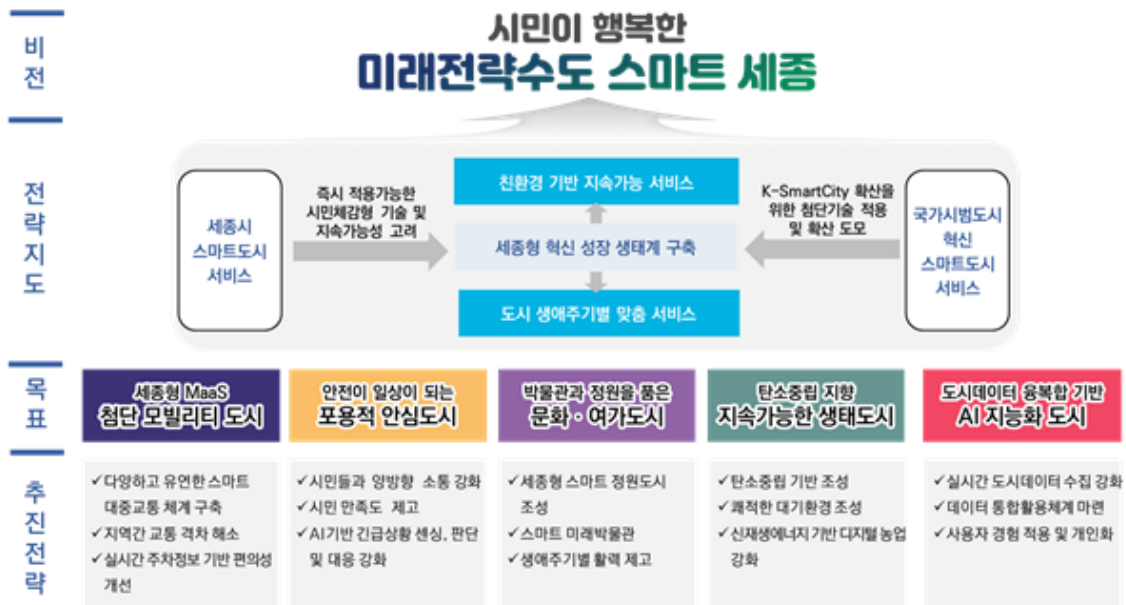 비전
시민이 행복한
미래전략수도 스마트 세종
전략지도
세종시
스마트도시
서비스
즉시 적용가능한
시민체감형 기술 및
지속가능성 고려
친환경 기반 지속가능 서비스
세종형 혁신 성장 생태계 구축
도시 생애주기별 맞춤 서비스
K-SmartCity 확산을
위한 첨단기술 적용
및 확산 도모
국가시범도시
혁신
스마트도시
서비스
목표
세종형 MaaS
첨단 모빌리티 도시
안전이 일상이 되는
포용적 안심도시
박물관과 정원을 품은
문화·여가도시
탄소중립 지향
지속가능한 생태도시
도시데이터 융복합 기반
AI 지능화 도시
추진전략
✓다양하고 유연한 스마트
대중교통 체계 구축
✓지역간 교통 격차 해소
✓실시간 주차정보 기반 편의성
개선
✓시민들과 양방향 소통 강화
✓시민 만족도 제고
✓AI기반 긴급상황 센싱, 판단
및 대응 강화
✓세종형 스마트 정원도시
조성
✓스마트 미래박물관
✓생애주기별 활력 제고
✓탄소중립 기반 조성
✓쾌적한 대기환경 조성
✓신재생에너지 기반 디지털 농업
강화
✓실시간 도시데이터 수집 강화
✓데이터 통합활용체계 마련
✓사용자 경험 적용 및 개인화